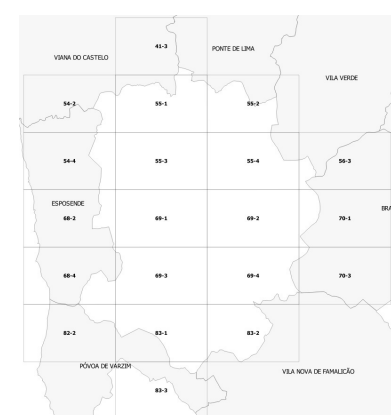 41-3
PONTE DE LIMA
VIANA DO CASTELO
VILA VERDE
54-2
55-1
55-2
54-4
55-3
55-4
56-3
ESPOSENDE
BRA
68-2
69-1
69-2
70-1
68-4
69-3
69-4
70-3
82-2
83-1
83-2
PÓVOA DE VARZIM
VILA NOVA DE FAMALICÃO
83-3